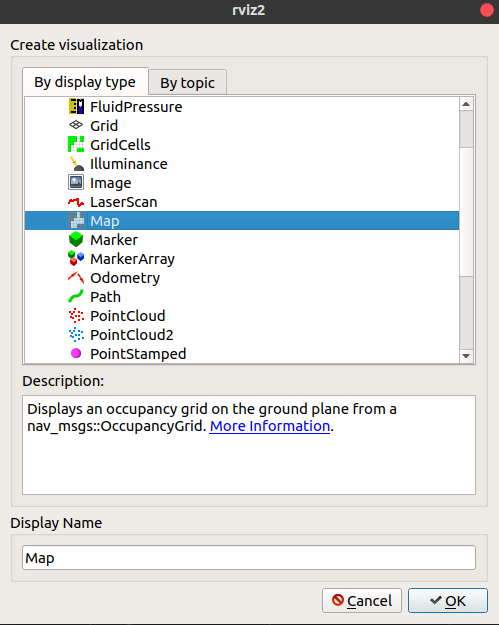 rviz2
Create visualization
By display type
By topic
FluidPressure
Grid
GridCells
Illuminance
Image
LaserScan
Map
Marker
MarkerArray
Odometry
Path
PointCloud
PointCloud2
PointStamped
Description:
Displays an occupancy grid on the ground plane from a
nav_msgs::OccupancyGrid. More Information.
Display Name
Map
Cancel
OK